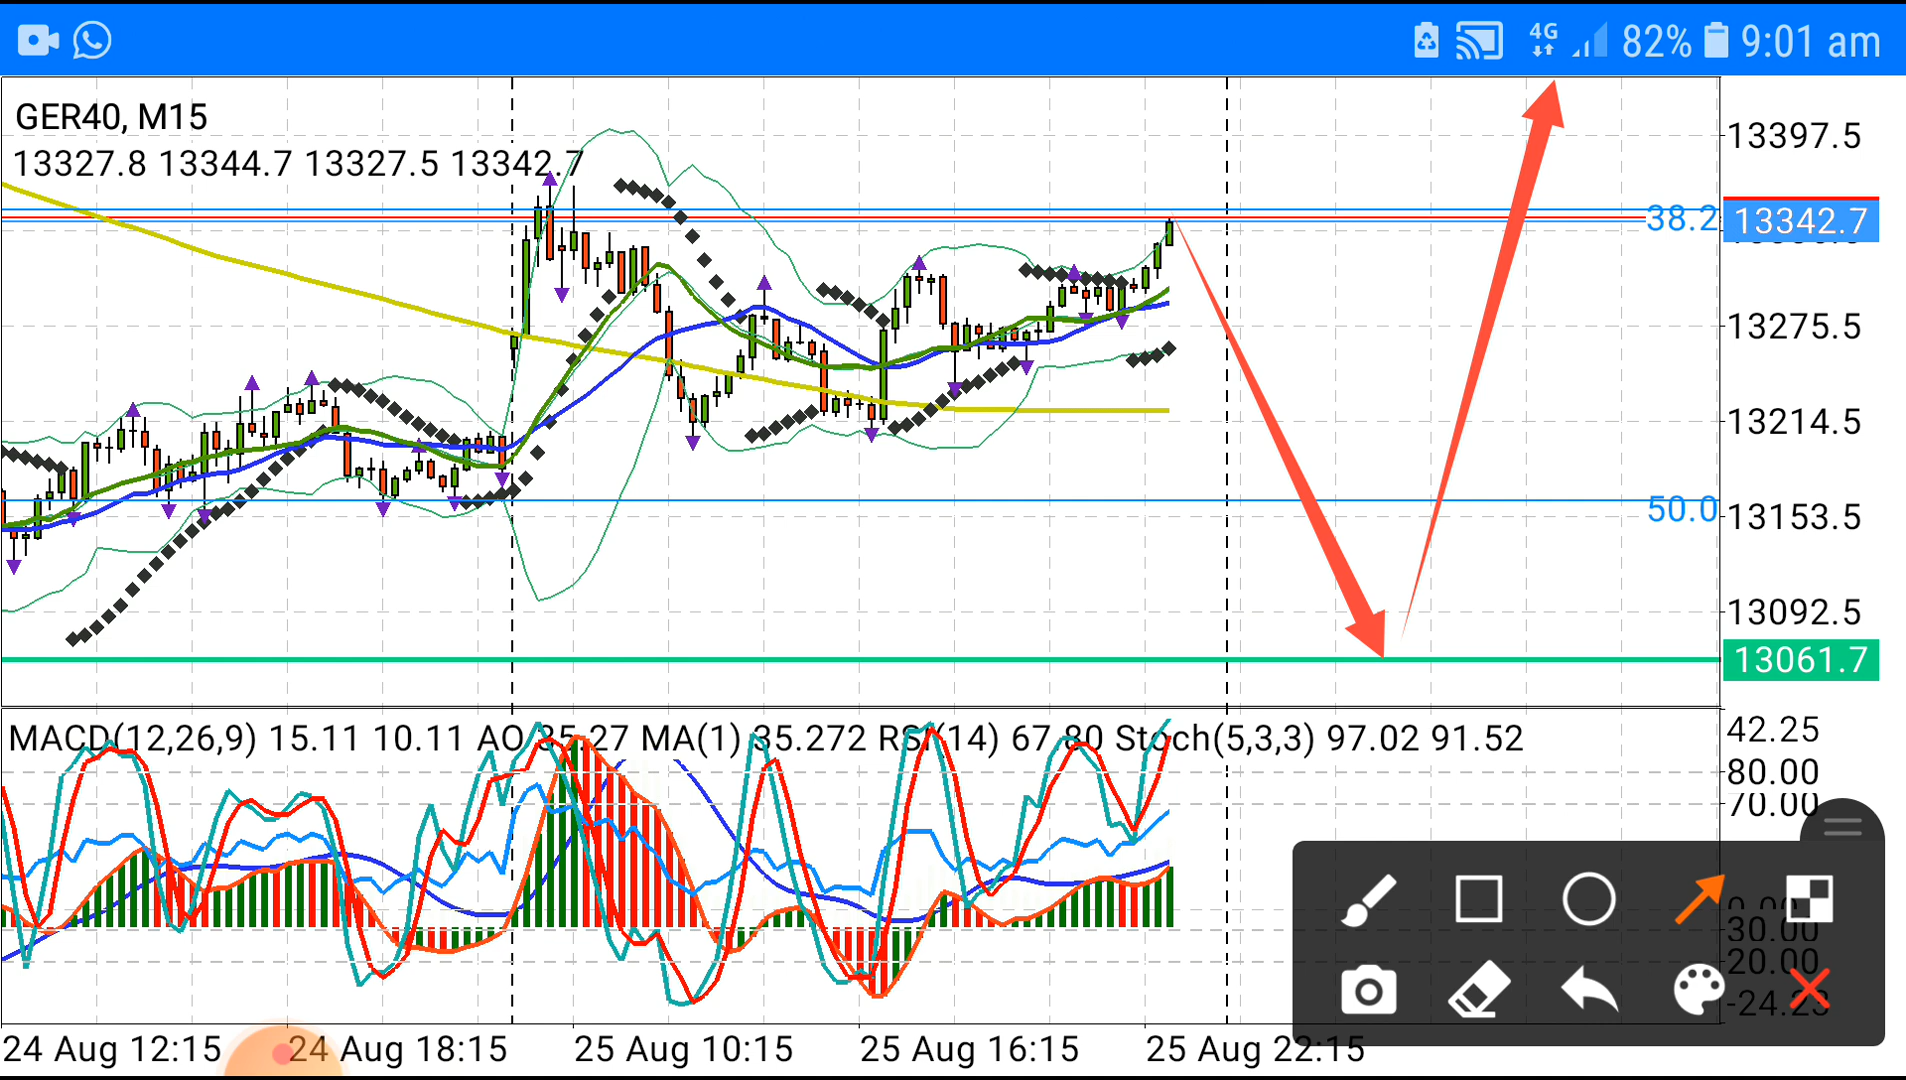 4G 82% 9:01 am
GER40, M15
13327.8 13344.7 13327.5 13342.7
13397.5
38.2 13342.7
13275.5
13214.5
50.0 13153.5
13092.5
13061.7
MACD(12,26,9) 15.11 10.11 AO 35.27 MA(1) 35.272 RSI(14) 67.80 Stoch(5,3,3) 97.02 91.52
42.25
80.00
70.00
0.00
30.00
20.00
24 Aug 12:15 24 Aug 18:15 25 Aug 10:15 25 Aug 16:15 25 Aug 22:15